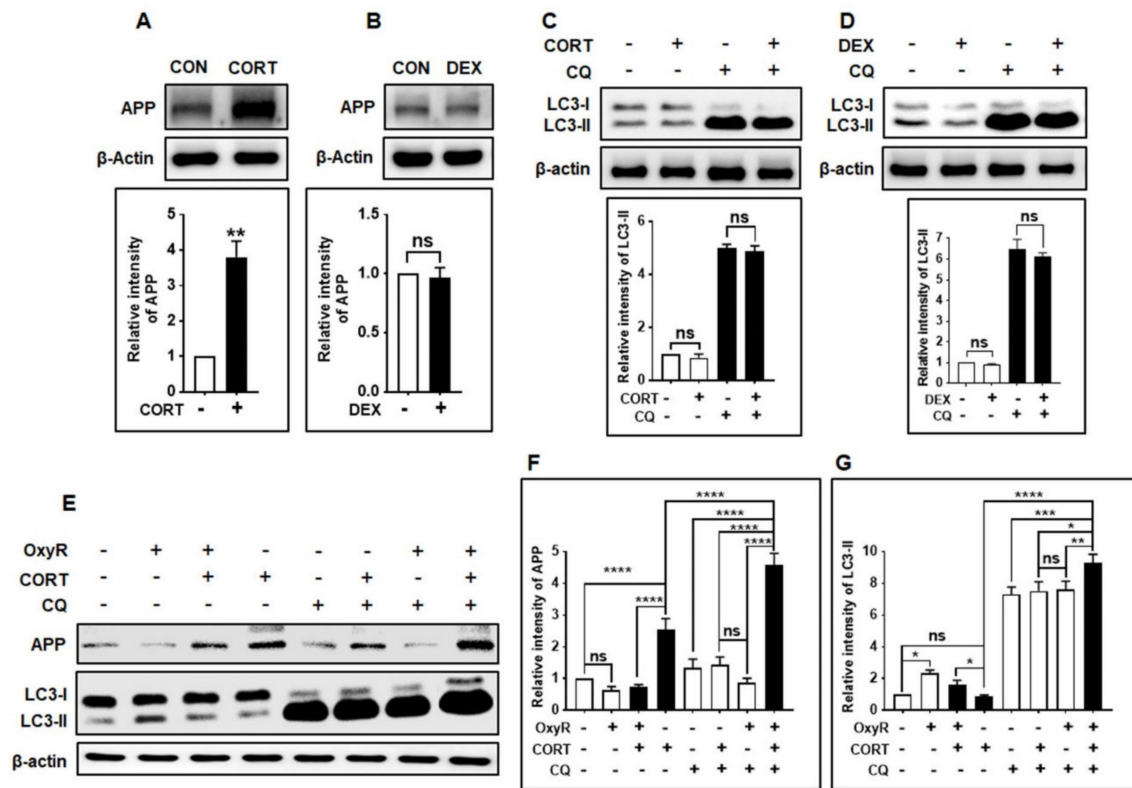 A
CON CORT
APP
β-Actin
Relative intensity
of APP
5
4
3
2
1
0
**
CORT - +
B
CON DEX
APP
β-Actin
Relative intensity
of APP
1.5
1.0
0.5
0.0
ns
DEX - +
C
CORT - + - +
CQ - - + +
LC3-I
LC3-II
β-actin
Relative intensity of LC3-II
6
4
2
0
ns
ns
CORT - + - +
CQ - - + +
D
DEX - + - +
CQ - - + +
LC3-I
LC3-II
β-actin
Relative intensity of LC3-II
7
6
5
4
2
1
0
ns
ns
DEX - + - +
CQ - - + +
E
OxyR - + + - - - + +
CORT - - + + - + - +
CQ - - - - + + + +
APP
LC3-I
LC3-II
β-actin
F
Relative intensity of APP
5
4
3
2
1
0
****
****
****
****
****
****
ns
ns
OxyR - + + - - - + +
CORT - - + + - + - +
CQ - - - - + + + +
G
Relative intensity of LC3-II
10
8
6
4
2
0
****
***
*
ns
**
ns
*
*
OxyR - + + - - - + +
CORT - - + + - + - +
CQ - - - - + + + +